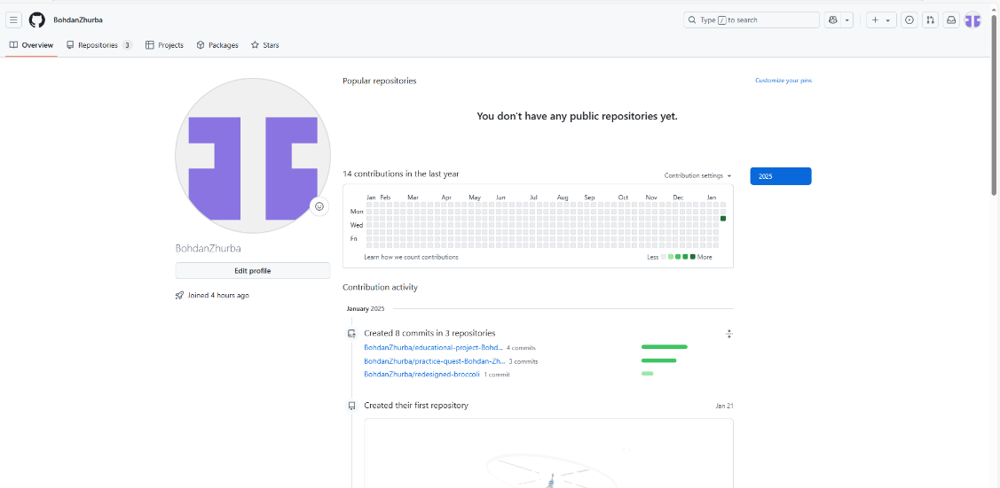 BohdanZhurba
Type / to search
Overview Repositories 3 Projects Packages Stars
Popular repositories Customize your pins
You don't have any public repositories yet.
14 contributions in the last year Contribution settings 2025
Jan Feb Mar Apr May Jun Jul Aug Sep Oct Nov Dec Jan
Mon
Wed
Fri
Learn how we count contributions Less More
BohdanZhurba
Edit profile
Joined 4 hours ago
Contribution activity
January 2025
Created 8 commits in 3 repositories
BohdanZhurba/educational-project-Bohd... 4 commits
BohdanZhurba/practice-quest-Bohdan-Zh... 3 commits
BohdanZhurba/redesigned-broccoli 1 commit
Created their first repository Jan 21